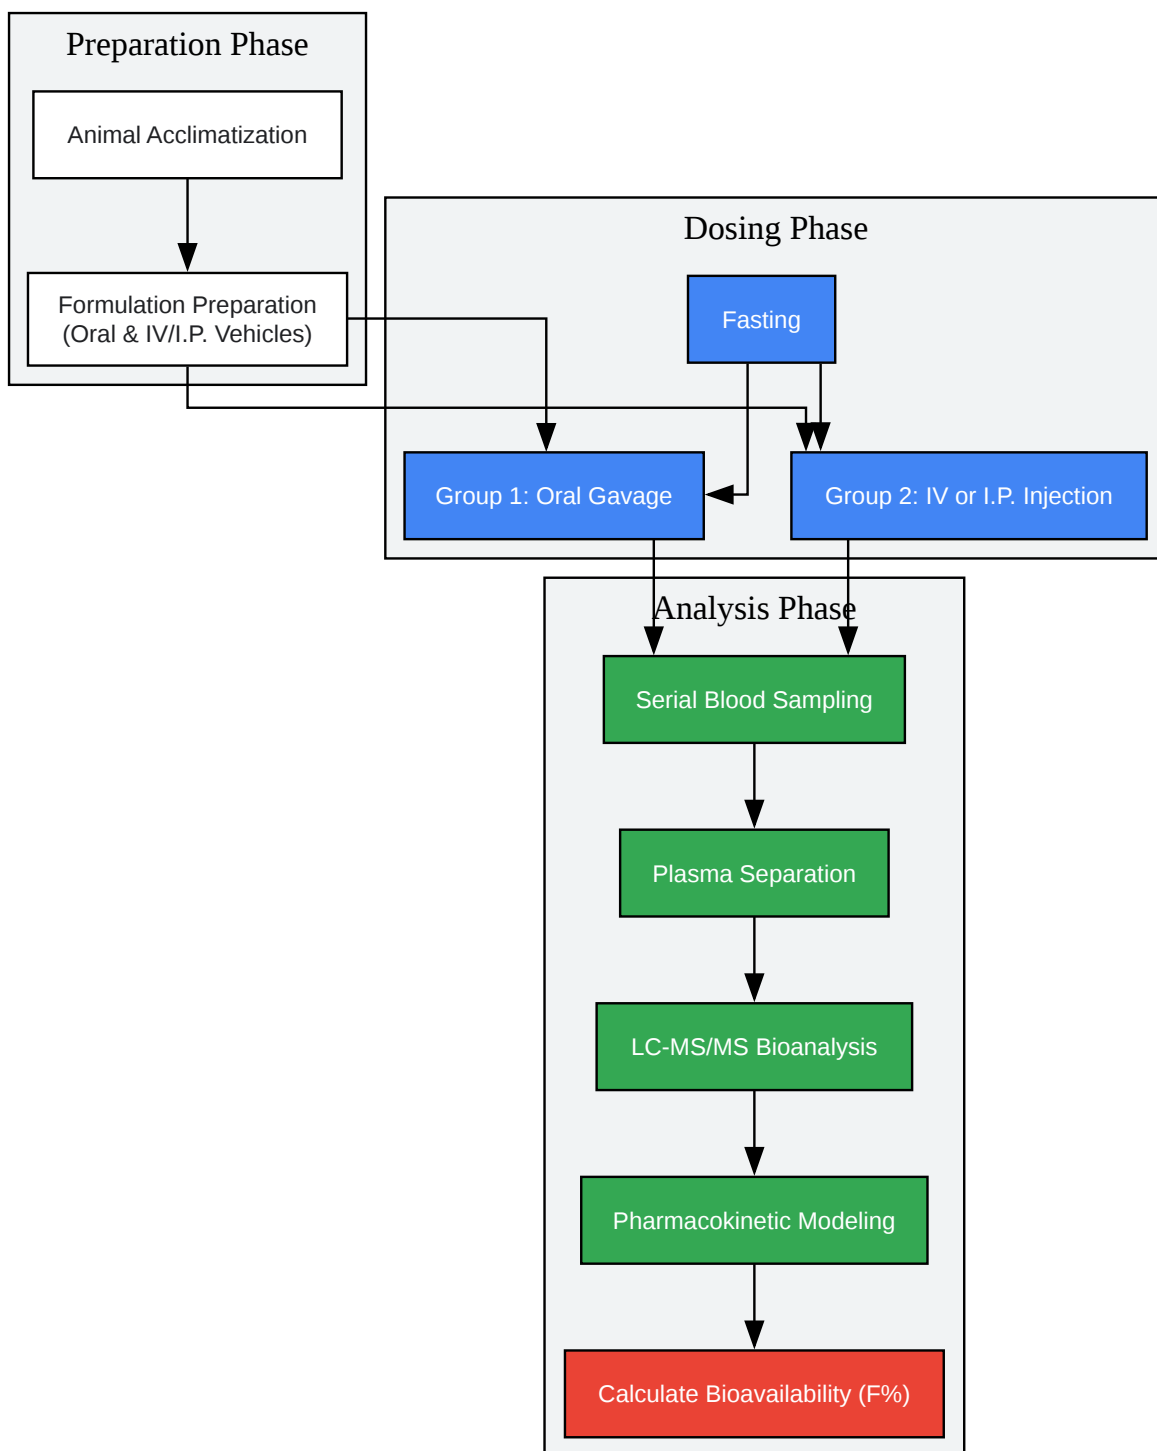 Preparation Phase
Animal Acclimatization
Formulation Preparation
(Oral & IV/I.P. Vehicles)
Dosing Phase
Fasting
Group 1: Oral Gavage
Group 2: IV or I.P. Injection
Analysis Phase
Serial Blood Sampling
Plasma Separation
LC-MS/MS Bioanalysis
Pharmacokinetic Modeling
Calculate Bioavailability (F%)